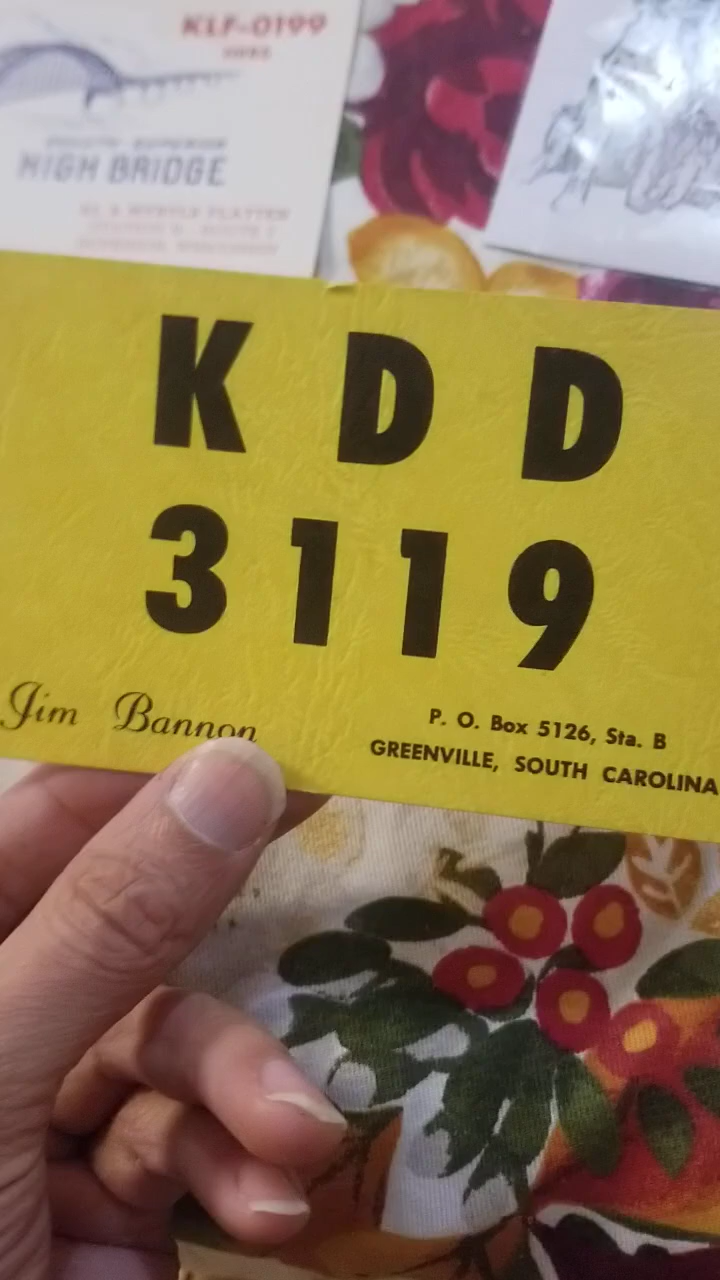 KLF-0199
HIGH BRIDGE
K D D
3119
Jim Bannon
P. O. Box 5126, Sta. B
GREENVILLE, SOUTH CAROLINA